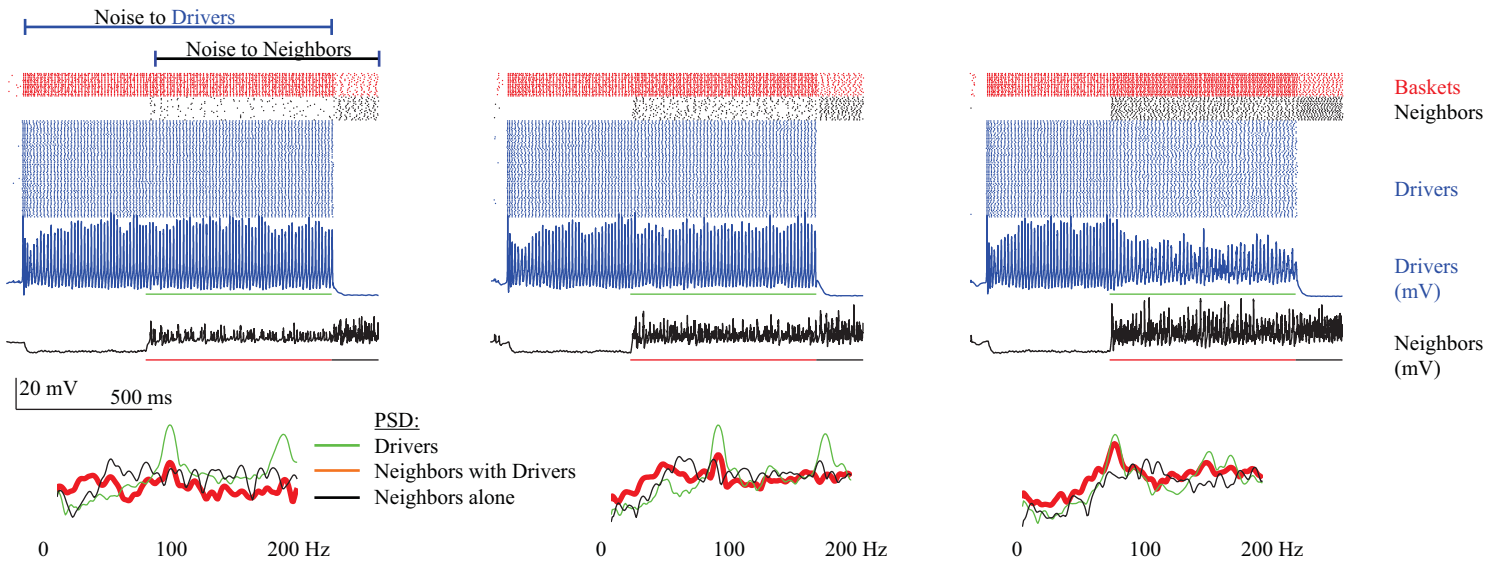 Noise to Drivers
Noise to Neighbors
Baskets
Neighbors
Drivers
Drivers
(mV)
Neighbors
(mV)
20 mV
500 ms
PSD:
Drivers
Neighbors with Drivers
Neighbors alone
0 100 200 Hz
0 100 200 Hz
0 100 200 Hz